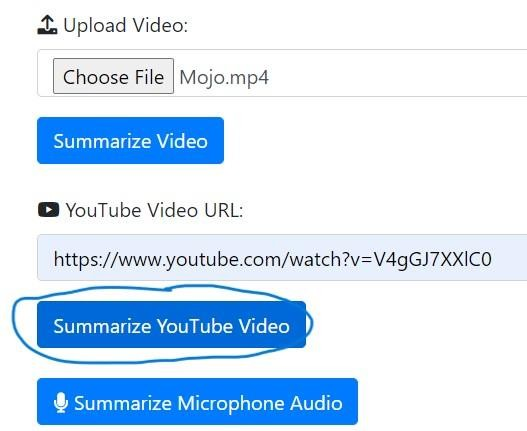 Upload Video:
Choose File Mojo.mp4
Summarize Video
YouTube Video URL:
https://www.youtube.com/watch?v=V4gGJ7XXlC0
Summarize YouTube Video
Summarize Microphone Audio